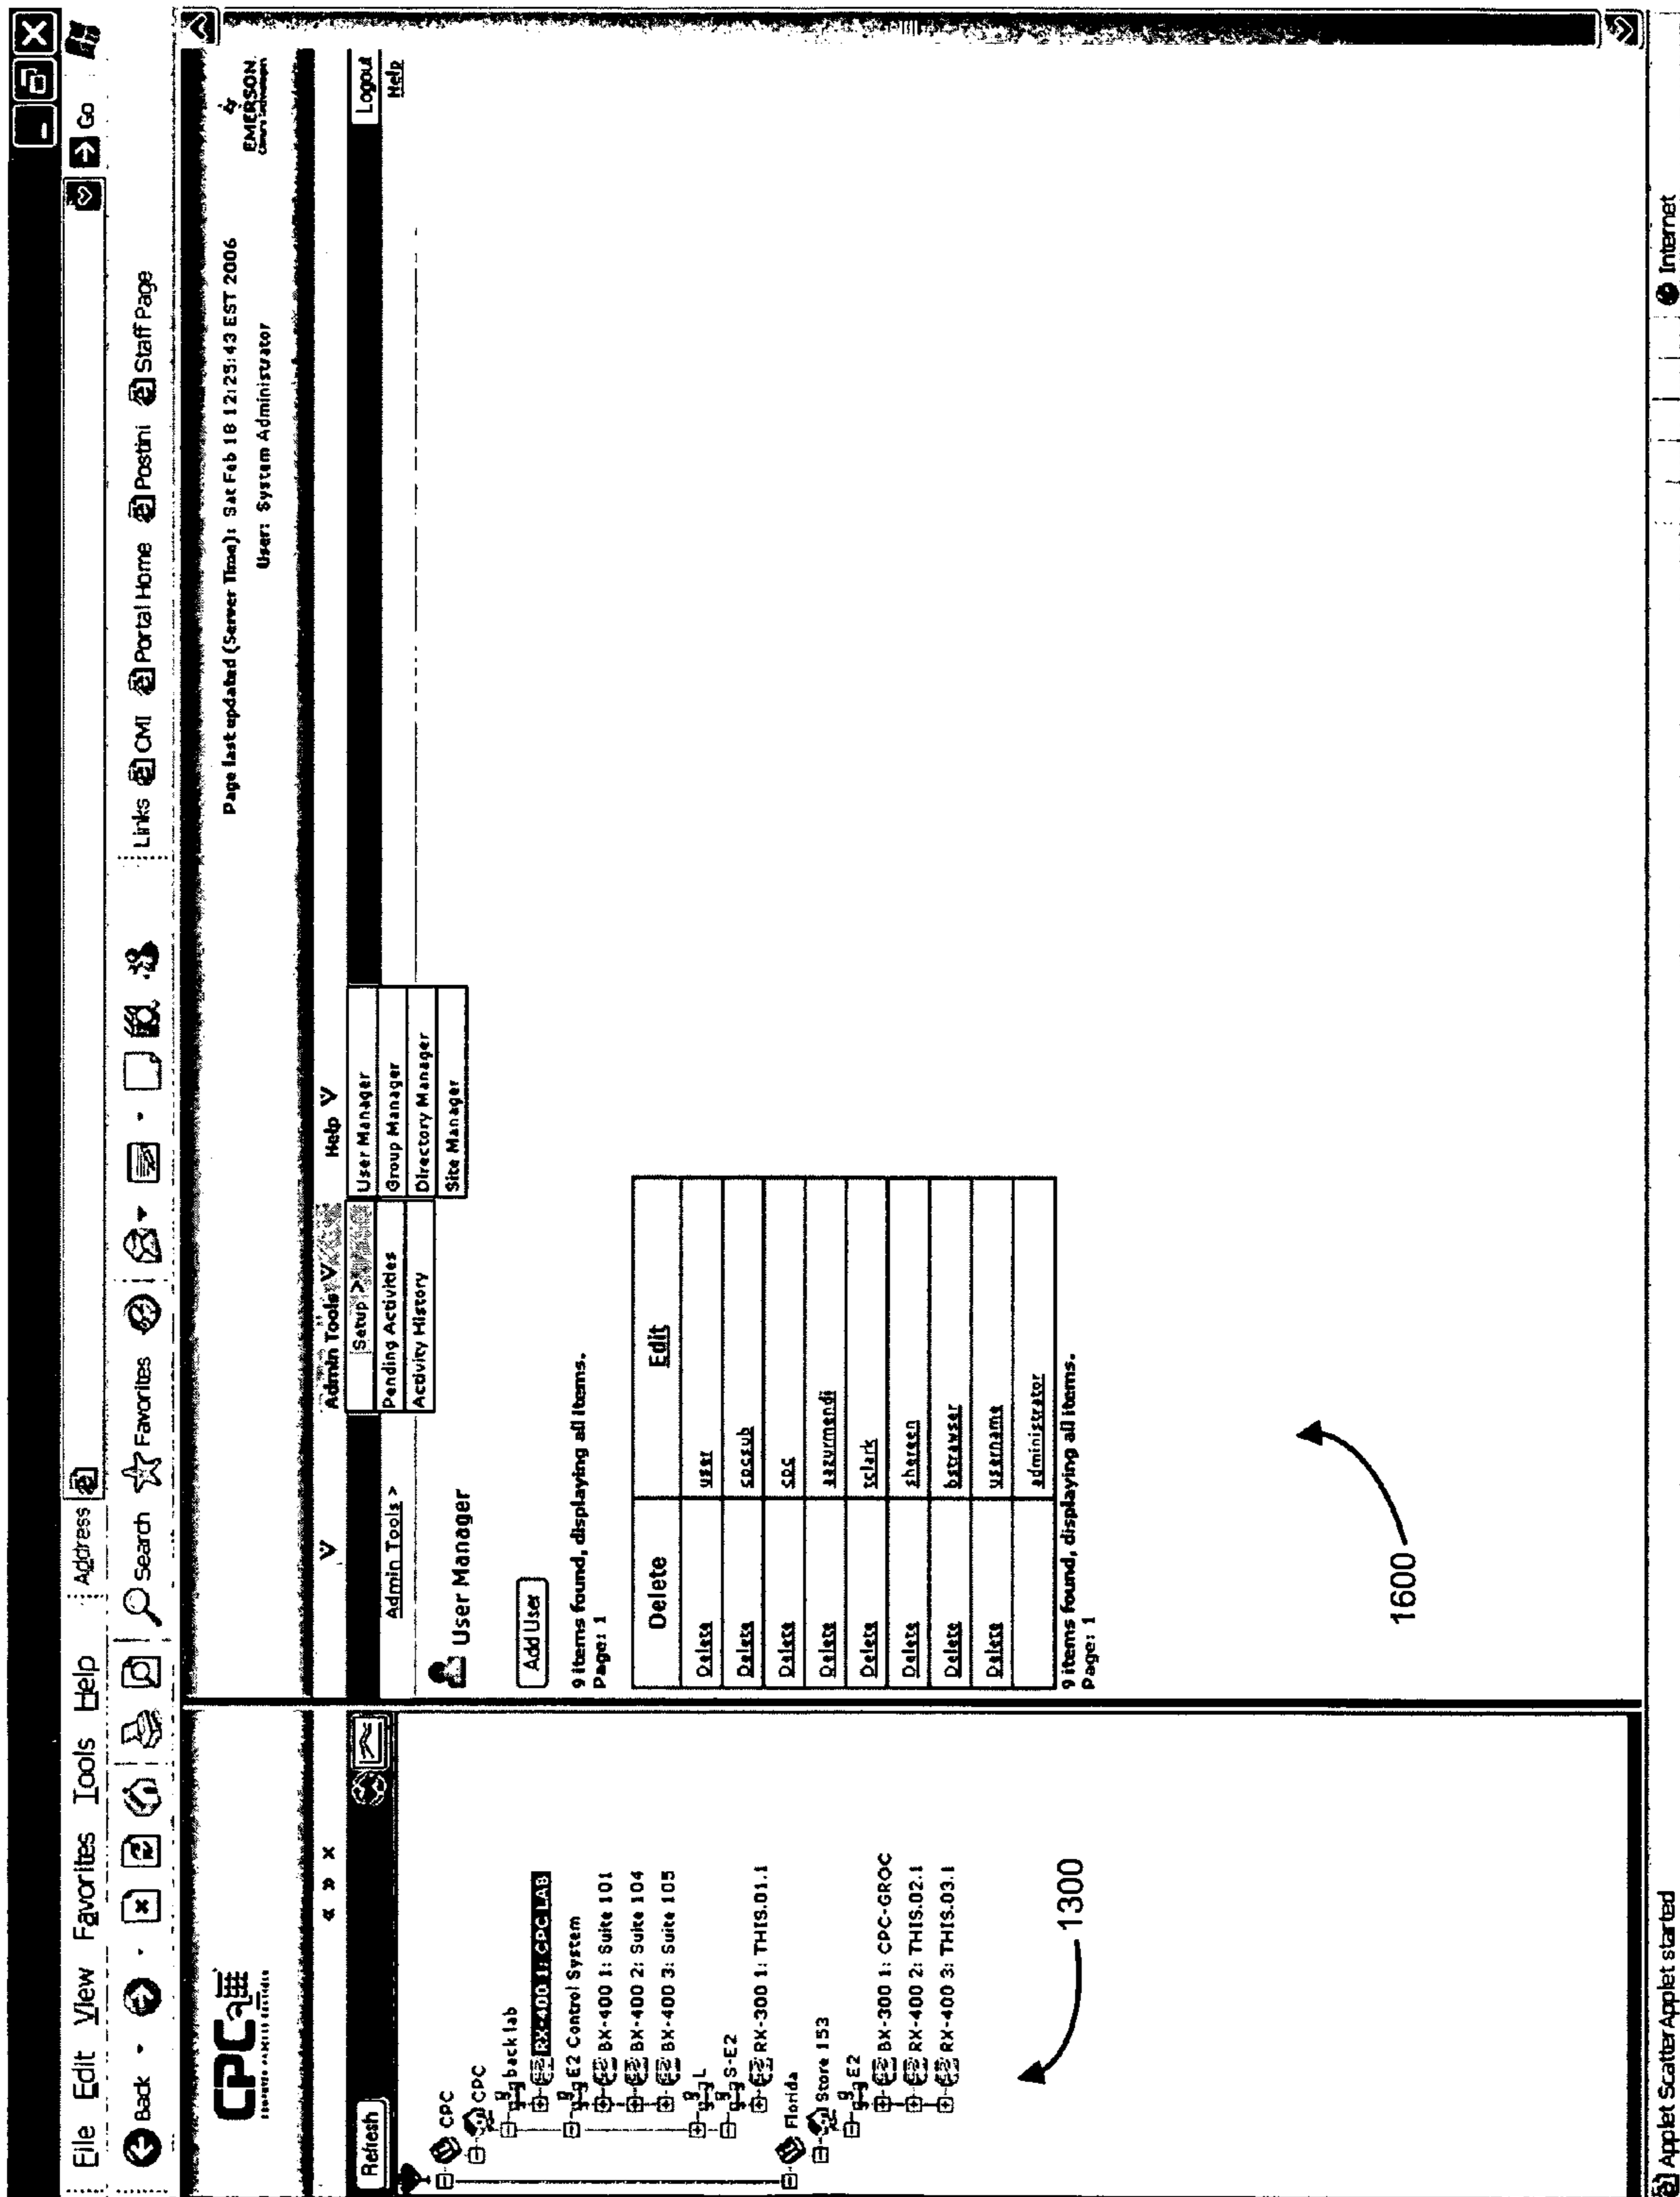 File Edit View Favorites Tools Help Address Go
Back Search Favorites Links CMI Portal Home Postini Staff Page
CPC
Page last updated (Server Time): Sat Feb 18 12:25:43 EST 2006
EMERSON
User: System Administrator
« » x
Admin Tools V Help V
Refresh
Setup > User Manager
Logout
Admin Tools >
Pending Activities Group Manager
Help
Activity History Directory Manager
Site Manager
User Manager
Add User
9 items found, displaying all items.
Page: 1
Delete Edit
Delete user
Delete cpcsub
Delete cpc
Delete aazurmendi
Delete tclark
Delete shereen
Delete bstrawser
Delete username
administrator
9 items found, displaying all items.
Page: 1
CPC
CPC
back lab
RX-400 1: CPC LAB
E2 Control System
BX-400 1: Suite 101
BX-400 2: Suite 104
BX-400 3: Suite 105
L
S-E2
RX-300 1: THIS.01.1
Florida
Store 153
E2
BX-300 1: CPC-GROC
RX-400 2: THIS.02.1
RX-400 3: THIS.03.1
1300
1600
Applet ScatterApplet started Internet